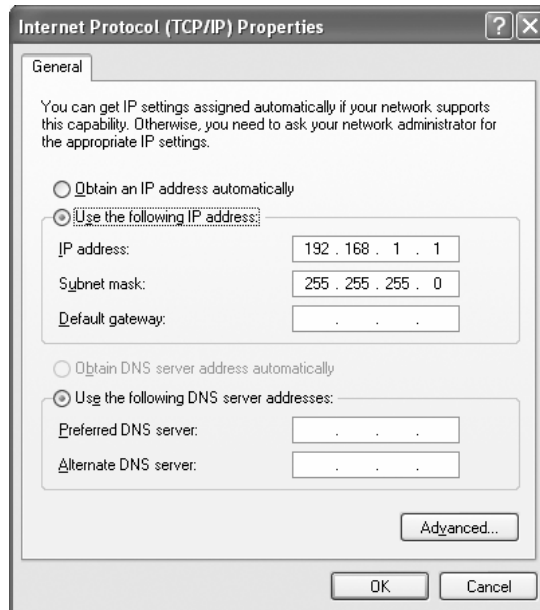 Internet Protocol (TCP/IP) Properties
General
You can get IP settings assigned automatically if your network supports
this capability. Otherwise, you need to ask your network administrator for
the appropriate IP settings.
Obtain an IP address automatically
Use the following IP address:
IP address: 192 . 168 . 1 . 1
Subnet mask: 255 . 255 . 255 . 0
Default gateway: . . .
Obtain DNS server address automatically
Use the following DNS server addresses:
Preferred DNS server: . . .
Alternate DNS server: . . .
Advanced...
OK Cancel